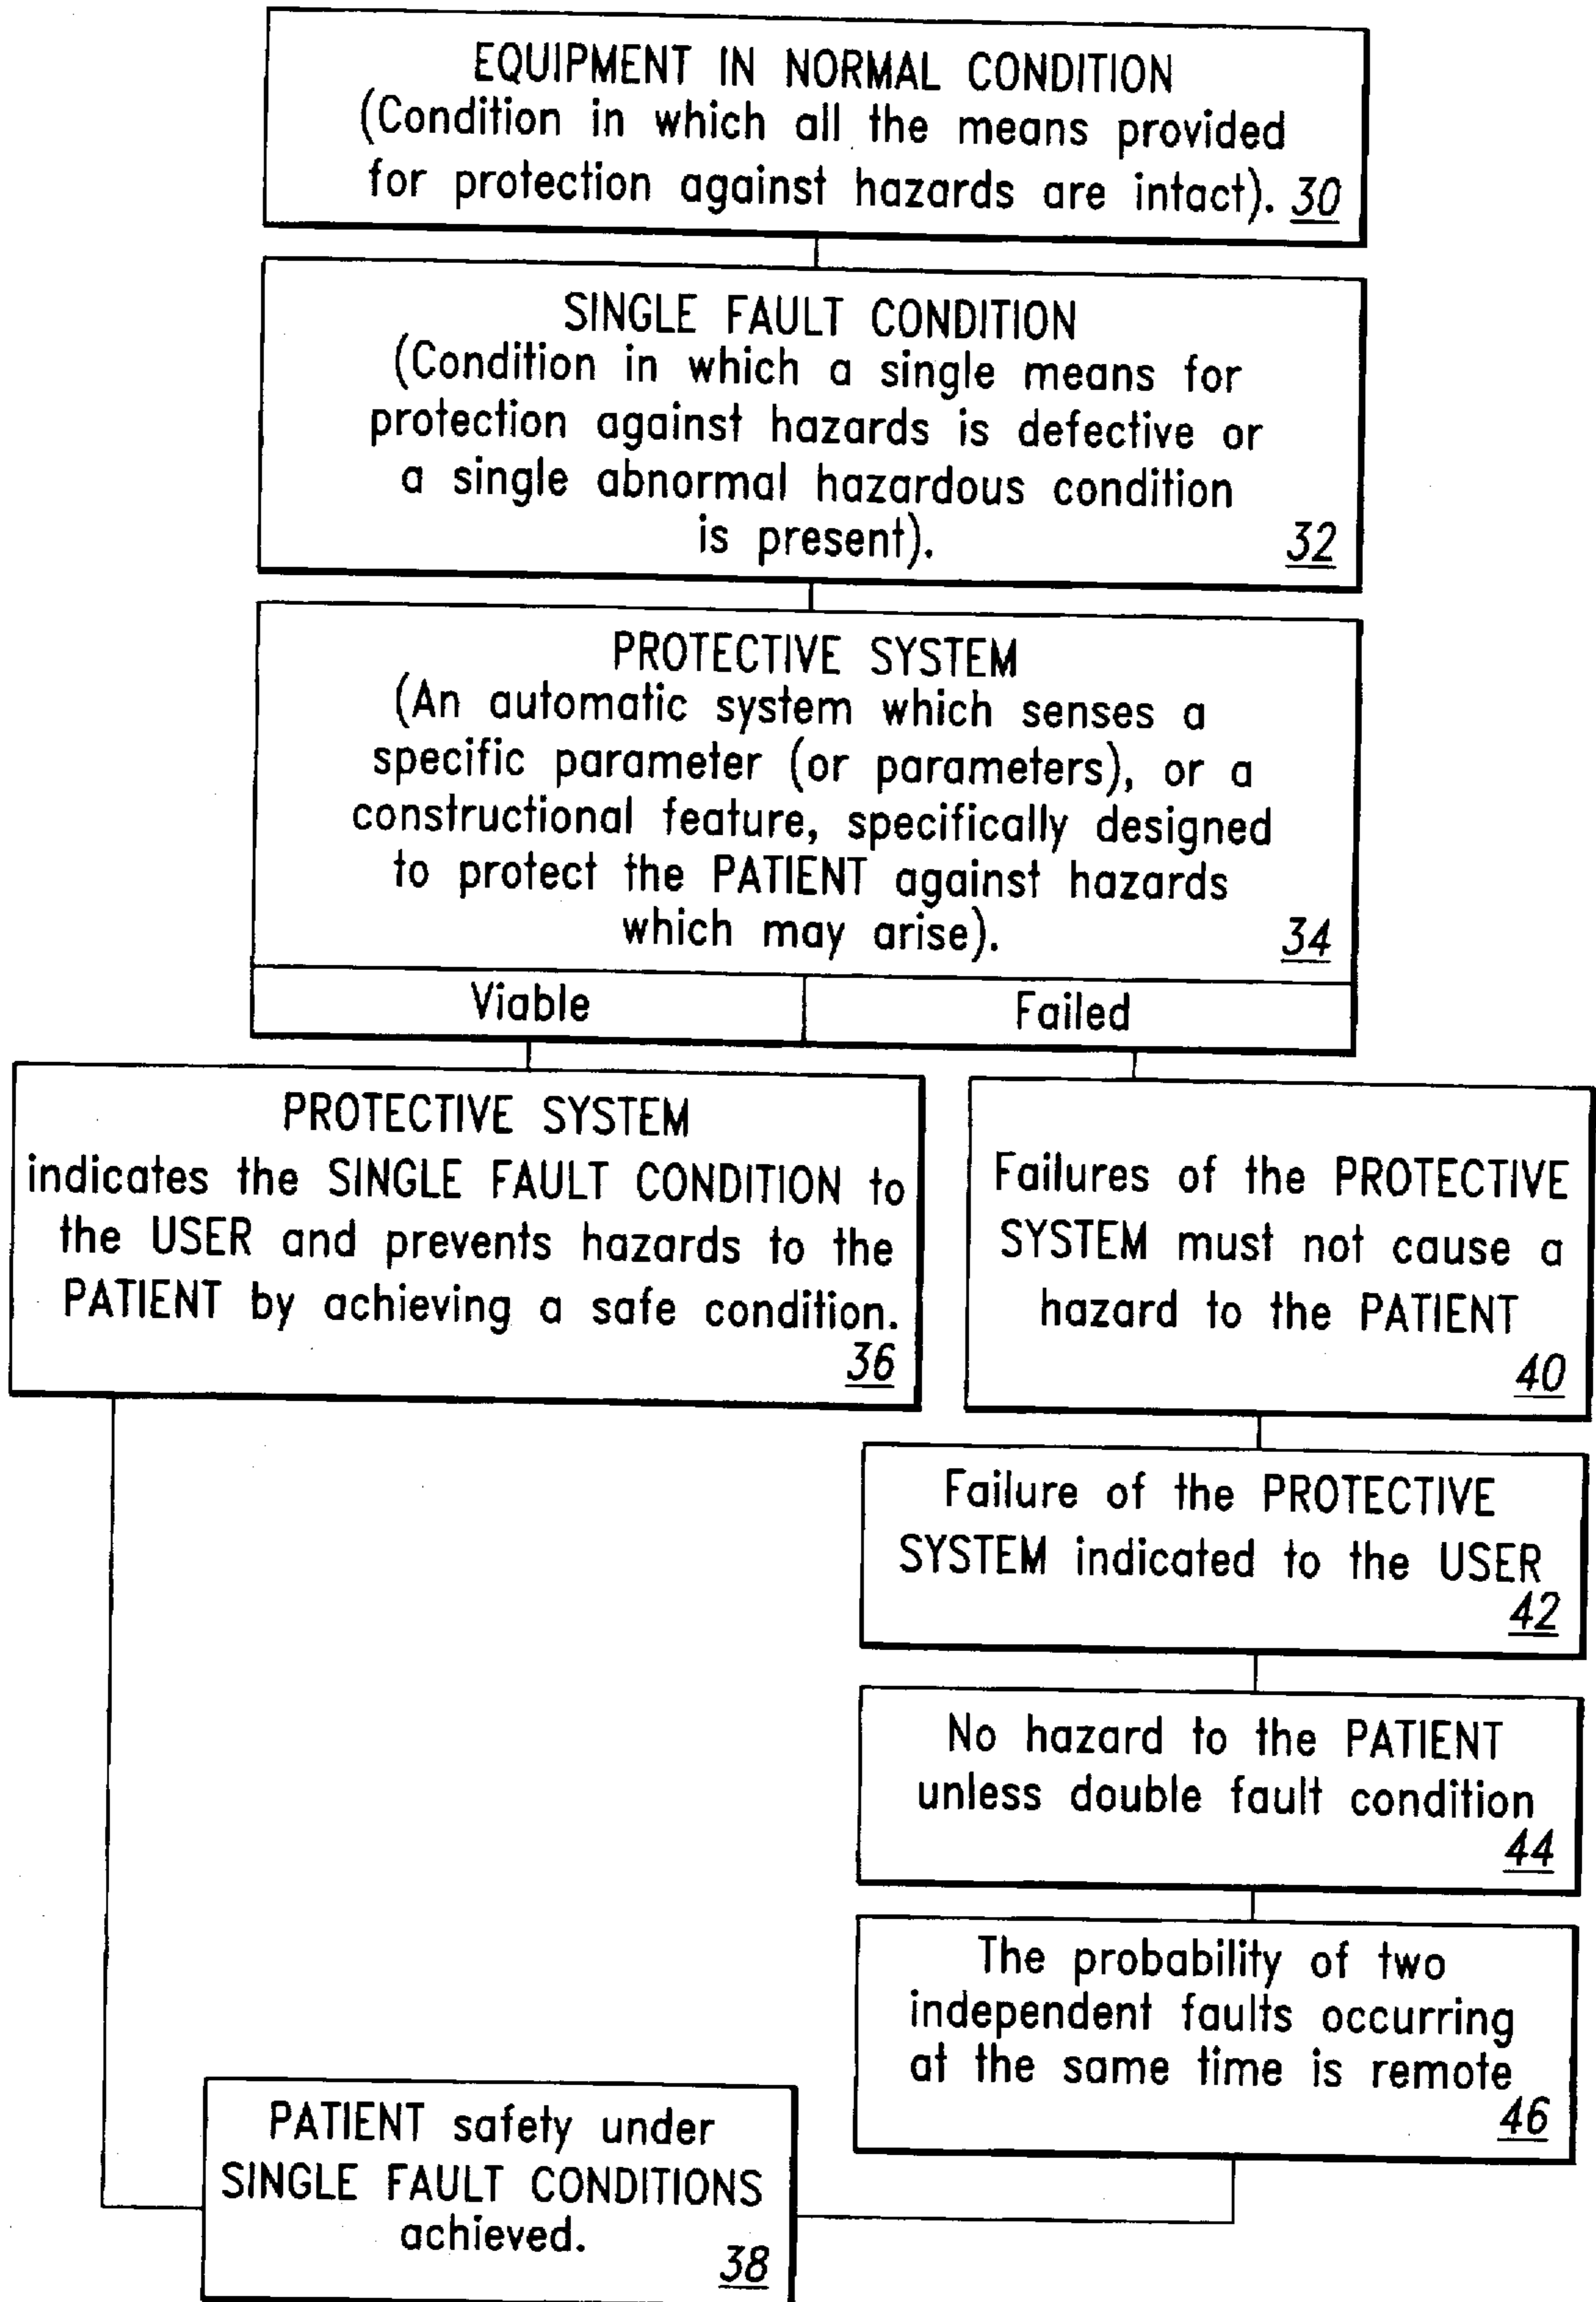 EQUIPMENT IN NORMAL CONDITION
(Condition in which all the means provided
for protection against hazards are intact). 30
SINGLE FAULT CONDITION
(Condition in which a single means for
protection against hazards is defective or
a single abnormal hazardous condition
is present). 32
PROTECTIVE SYSTEM
(An automatic system which senses a
specific parameter (or parameters), or a
constructional feature, specifically designed
to protect the PATIENT against hazards
which may arise). 34
Viable
Failed
PROTECTIVE SYSTEM
indicates the SINGLE FAULT CONDITION to
the USER and prevents hazards to the
PATIENT by achieving a safe condition.
36
Failures of the PROTECTIVE
SYSTEM must not cause a
hazard to the PATIENT
40
Failure of the PROTECTIVE
SYSTEM indicated to the USER
42
No hazard to the PATIENT
unless double fault condition
44
The probability of two
independent faults occurring
at the same time is remote
46
PATIENT safety under
SINGLE FAULT CONDITIONS
achieved.
38